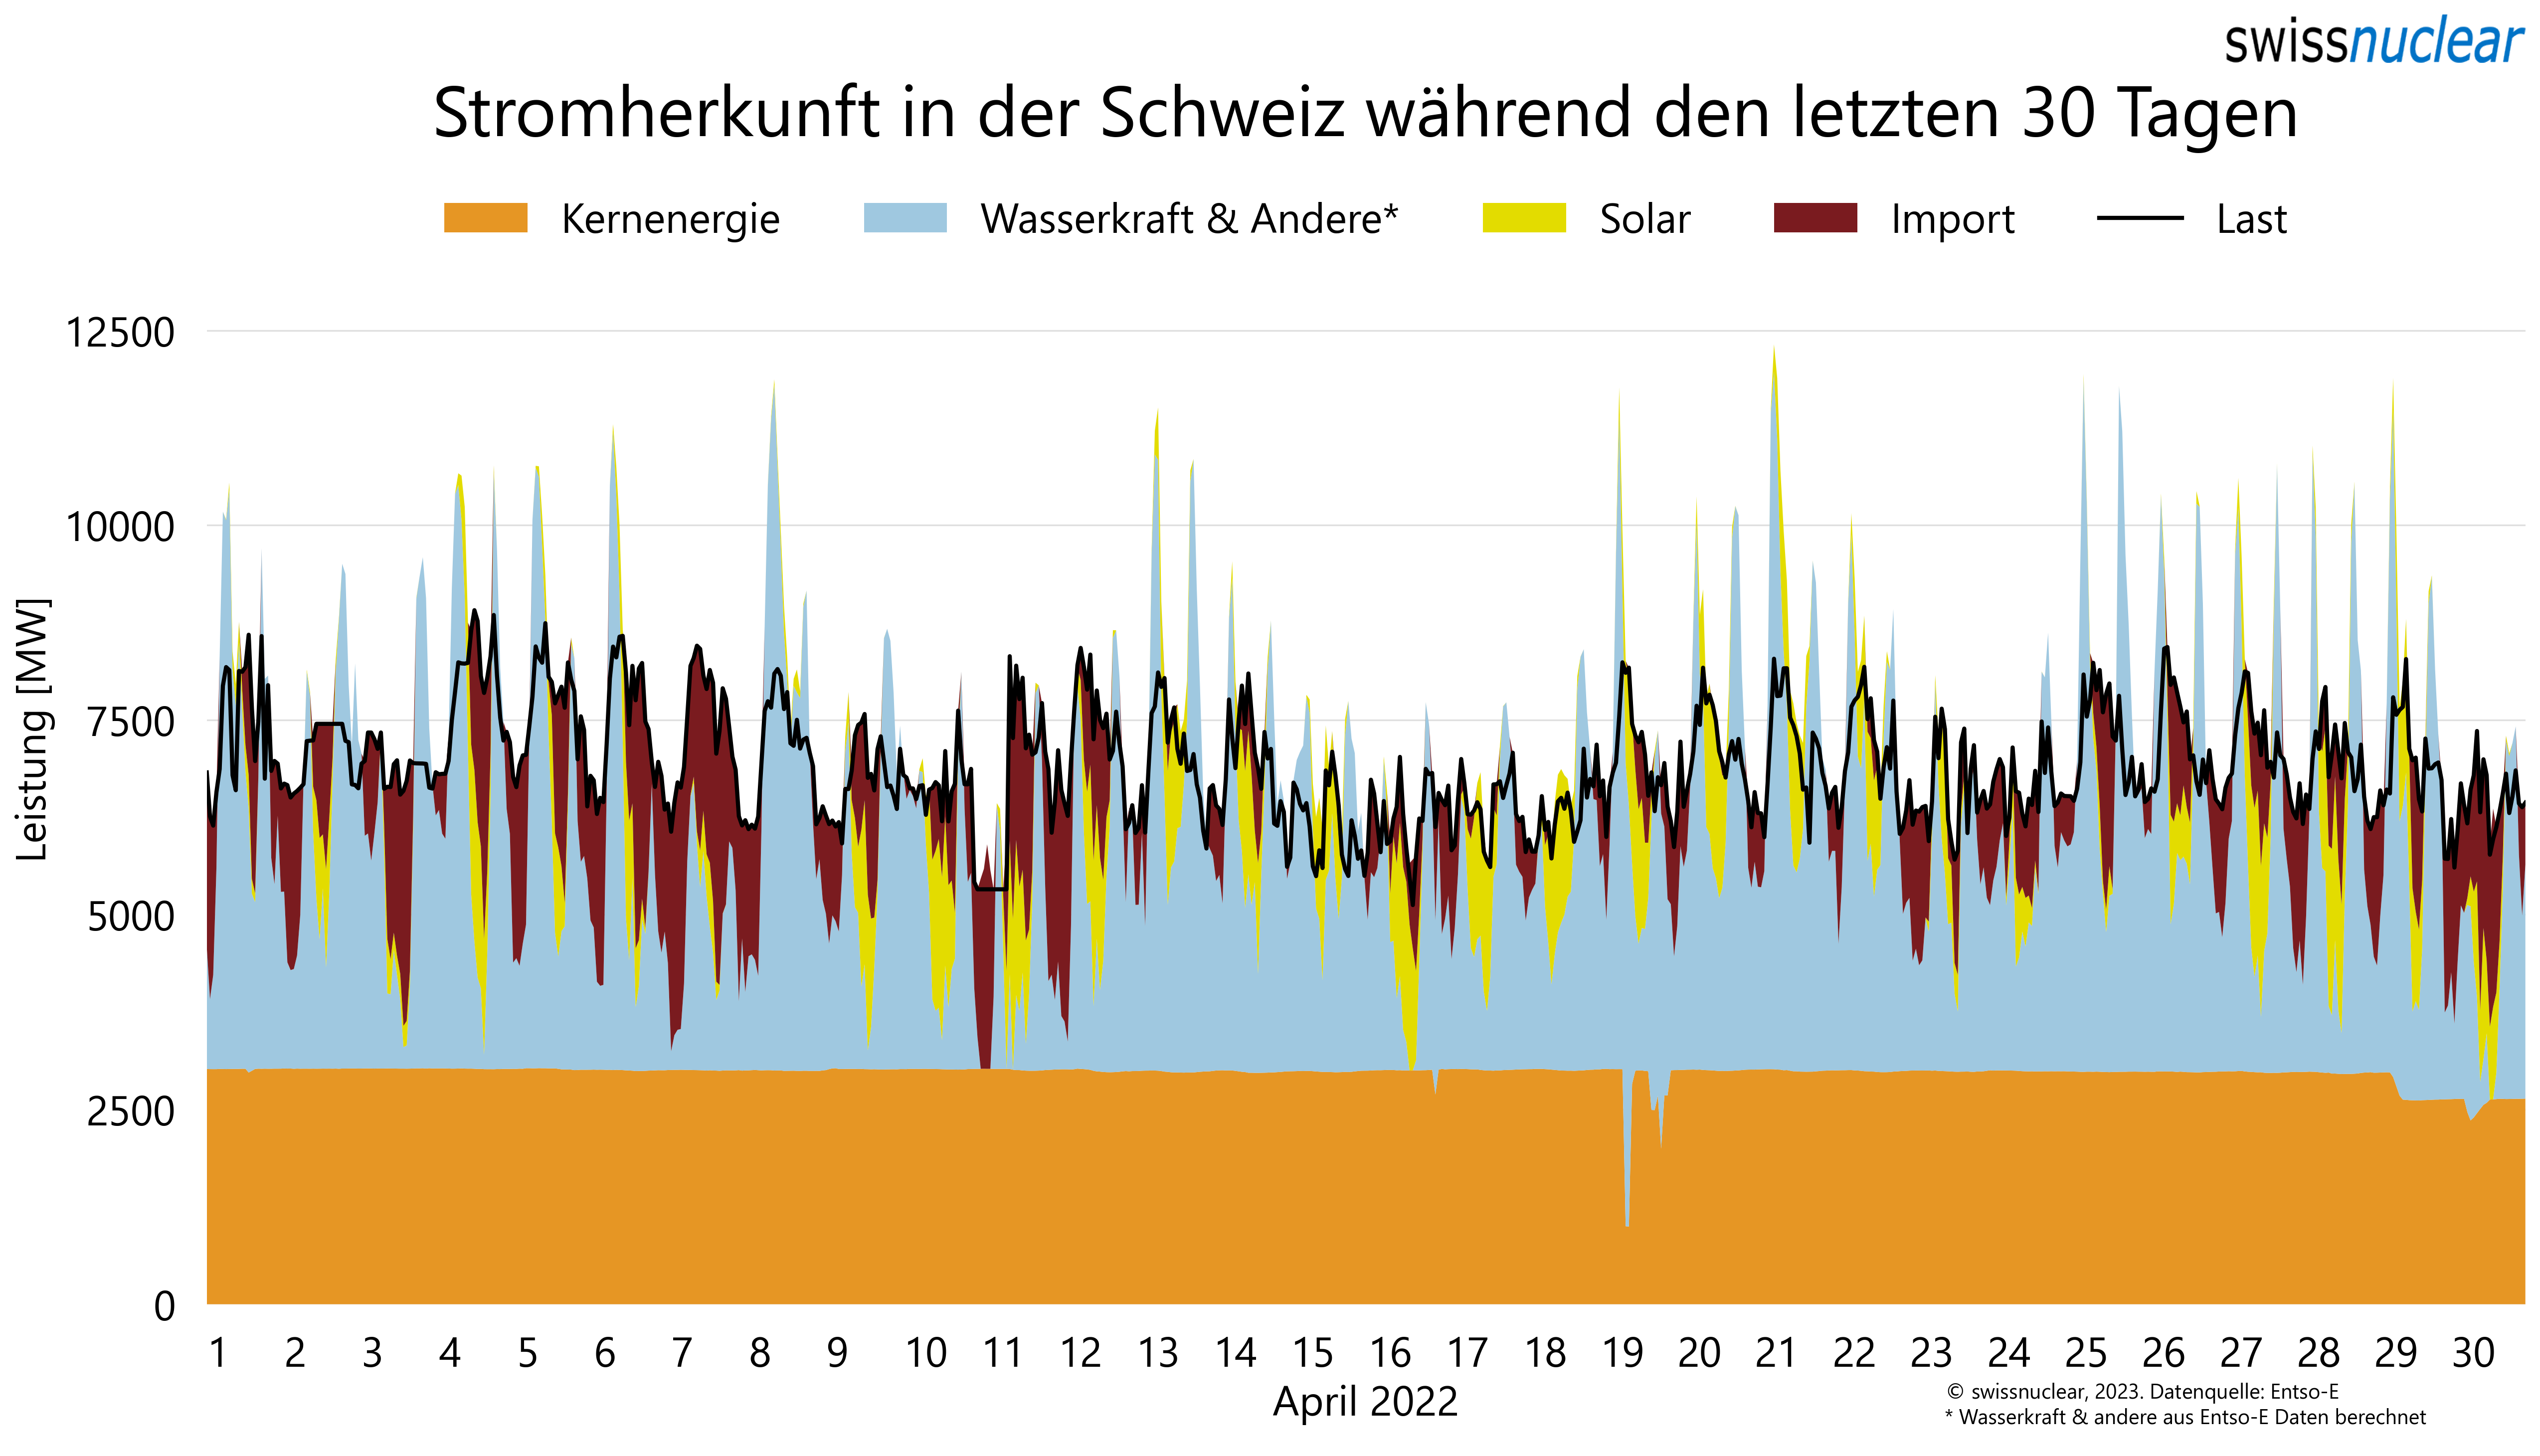 swissnuclear
Stromherkunft in der Schweiz während den letzten 30 Tagen
Kernenergie Wasserkraft & Andere* Solar Import Last
12500
10000
7500
5000
2500
0
Leistung [MW]
1 2 3 4 5 6 7 8 9 10 11 12 13 14 15 16 17 18 19 20 21 22 23 24 25 26 27 28 29 30
April 2022
© swissnuclear, 2023. Datenquelle: Entso-E
* Wasserkraft & andere aus Entso-E Daten berechnet